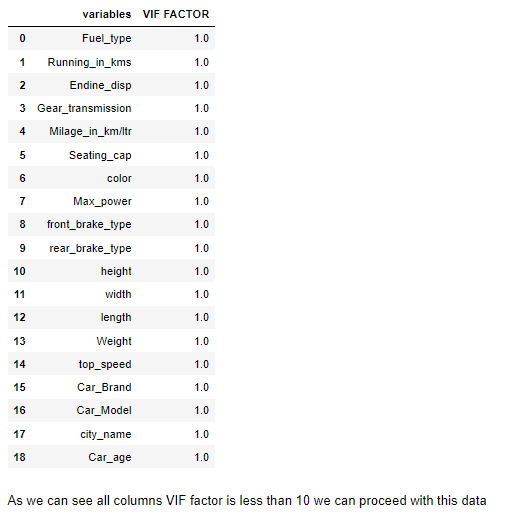 variables VIF FACTOR
0 Fuel_type 1.0
1 Running_in_kms 1.0
2 Endine_disp 1.0
3 Gear_transmission 1.0
4 Milage_in_km/ltr 1.0
5 Seating_cap 1.0
6 color 1.0
7 Max_power 1.0
8 front_brake_type 1.0
9 rear_brake_type 1.0
10 height 1.0
11 width 1.0
12 length 1.0
13 Weight 1.0
14 top_speed 1.0
15 Car_Brand 1.0
16 Car_Model 1.0
17 city_name 1.0
18 Car_age 1.0
As we can see all columns VIF factor is less than 10 we can proceed with this data